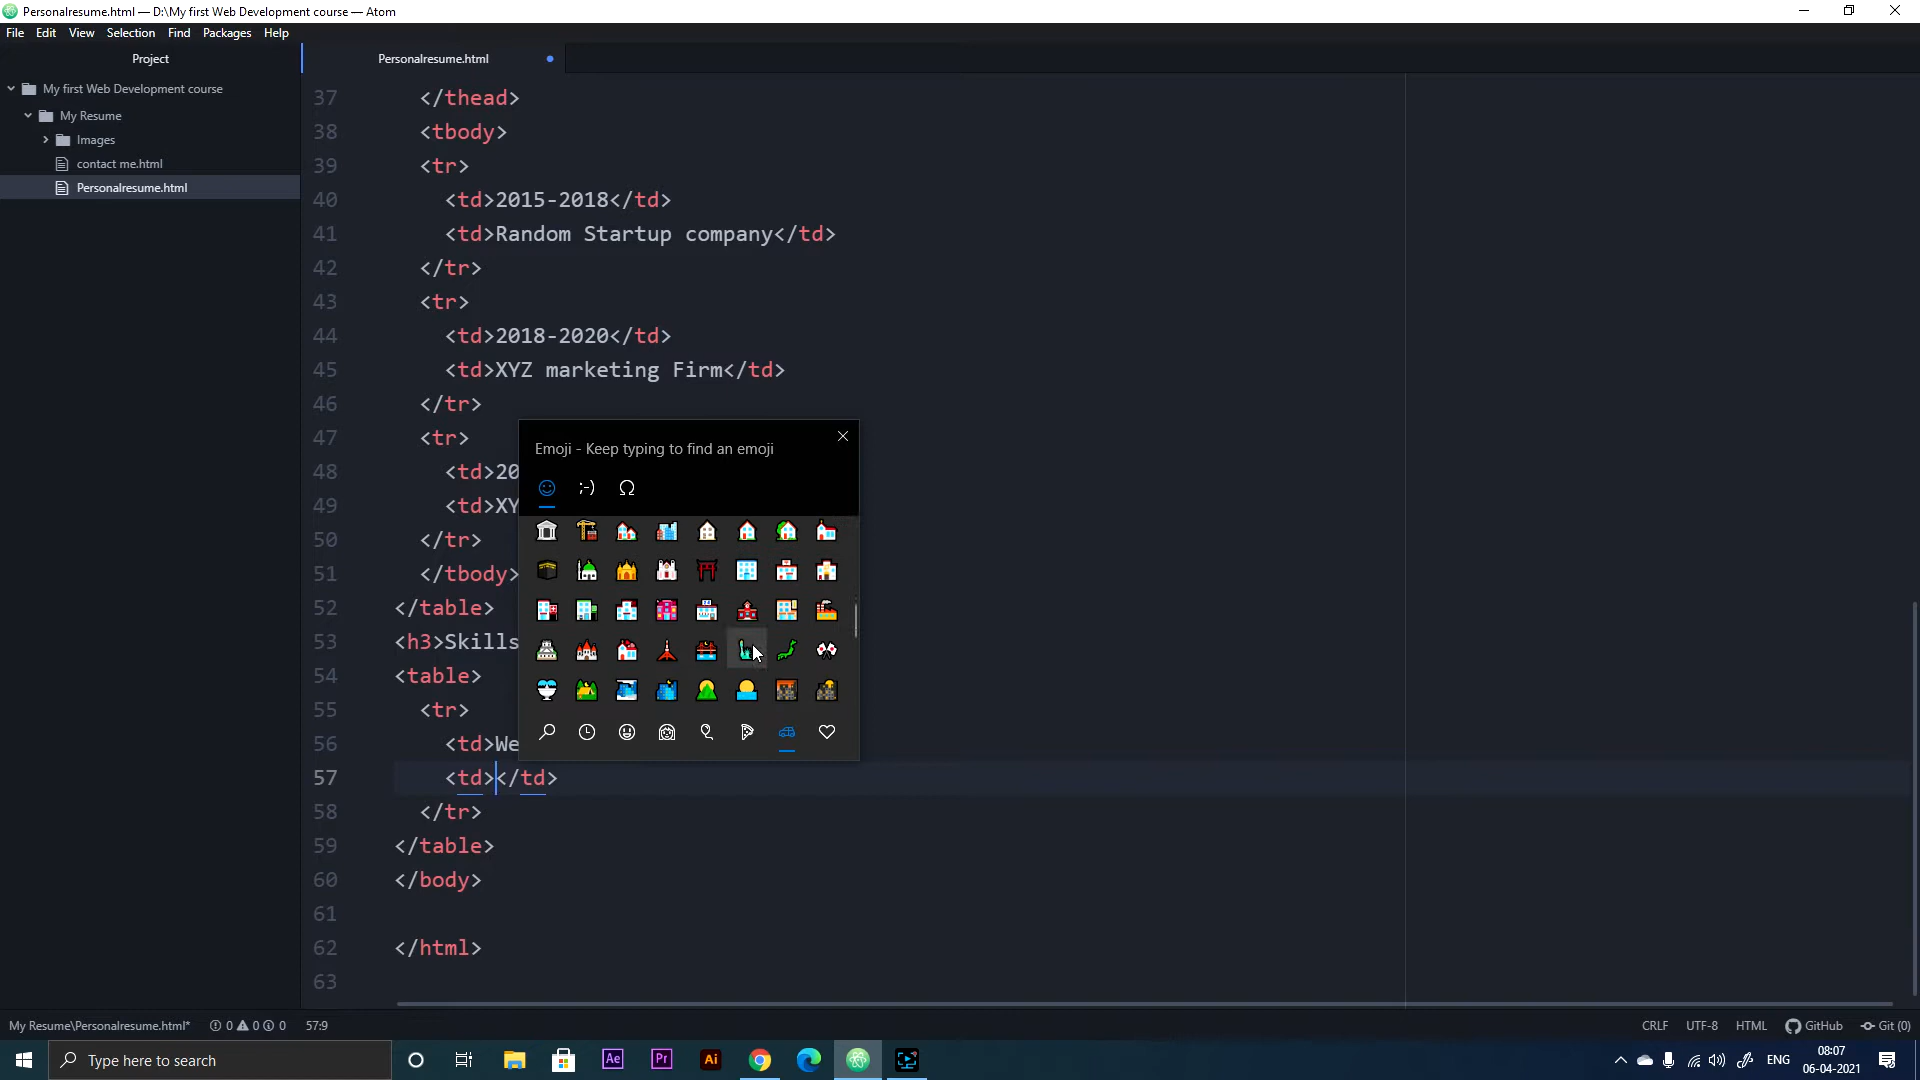 Personalresume.html — D:\My first Web Development course — Atom
File Edit View Selection Find Packages Help
Project
Personalresume.html
My first Web Development course
My Resume
Images
contact me.html
Personalresume.html
37 </thead>
38 <tbody>
39 <tr>
40 <td>2015-2018</td>
41 <td>Random Startup company</td>
42 </tr>
43 <tr>
44 <td>2018-2020</td>
45 <td>XYZ marketing Firm</td>
46 </tr>
47 <tr>
48 <td>20
49 <td>XY
50 </tr>
51 </tbody>
52 </table>
53 <h3>Skills
54 <table>
55 <tr>
56 <td>We
57 <td></td>
58 </tr>
59 </table>
60 </body>
61
62 </html>
63
Emoji - Keep typing to find an emoji
;-) Ω
My Resume\Personalresume.html* 0 0 0 57:9
CRLF UTF-8 HTML GitHub Git (0)
Type here to search
Ae Pr Ai
ENG
08:07
06-04-2021